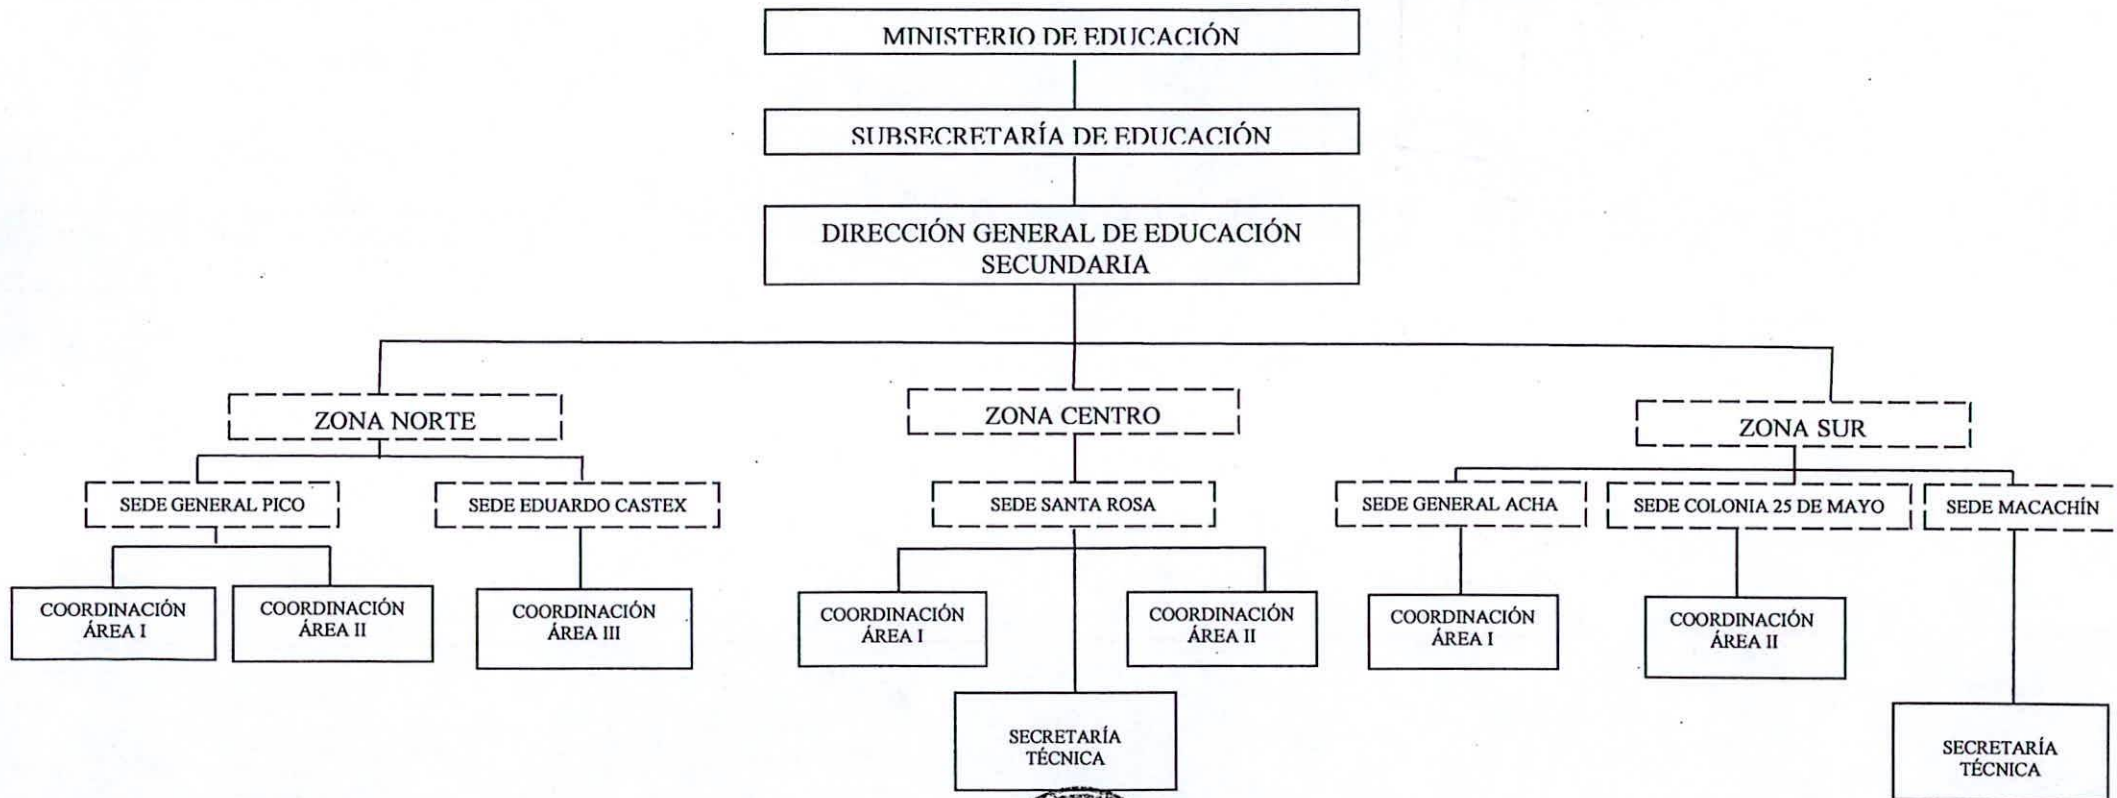 MINISTERIO DE EDUCACIÓN
SUBSECRETARÍA DE EDUCACIÓN
DIRECCIÓN GENERAL DE EDUCACIÓN
SECUNDARIA
ZONA NORTE
ZONA CENTRO
ZONA SUR
SEDE GENERAL PICO
SEDE EDUARDO CASTEX
SEDE SANTA ROSA
SEDE GENERAL ACHA
SEDE COLONIA 25 DE MAYO
SEDE MACACHÍN
COORDINACIÓN
ÁREA I
COORDINACIÓN
ÁREA II
COORDINACIÓN
ÁREA III
COORDINACIÓN
ÁREA I
COORDINACIÓN
ÁREA II
COORDINACIÓN
ÁREA I
COORDINACIÓN
ÁREA II
SECRETARÍA
TÉCNICA
SECRETARÍA
TÉCNICA